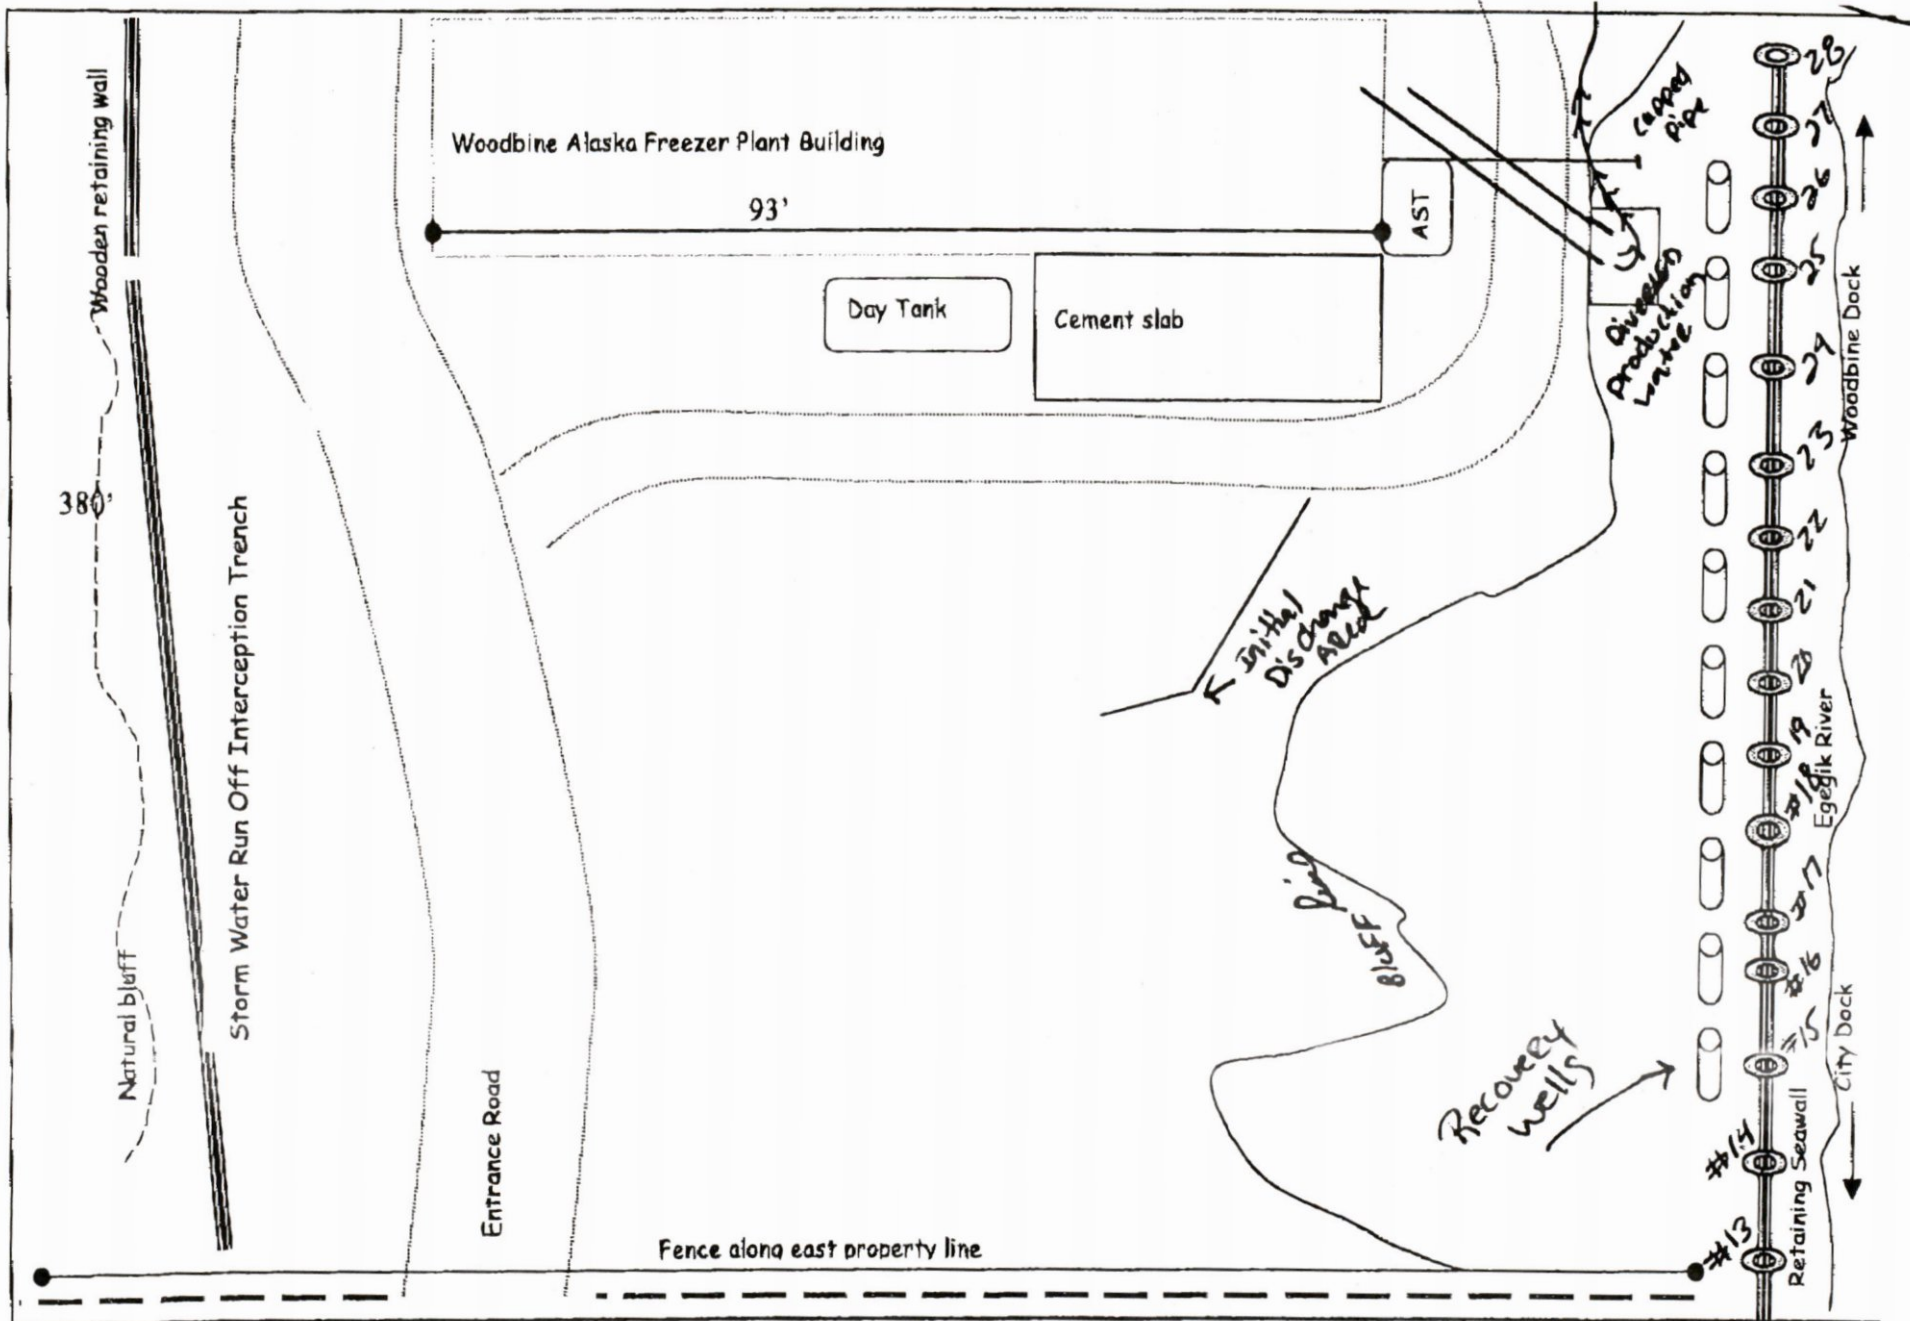 Woodbine Alaska Freezer Plant Building
93'
AST
Day Tank
Cement slab
Wooden retaining wall
380'
Storm Water Run Off Interception Trench
Natural bluff
Entrance Road
Fence along east property line
capped
pipe
Diverted
production
water
Initial
Discharge
Area
Bluff
Recovery
wells
28
27
26
25
24
23
22
21
20
19
#18
#17
#16
#15
#14
#13
Woodbine Dock
Egegik River
City Dock
Retaining Seawall